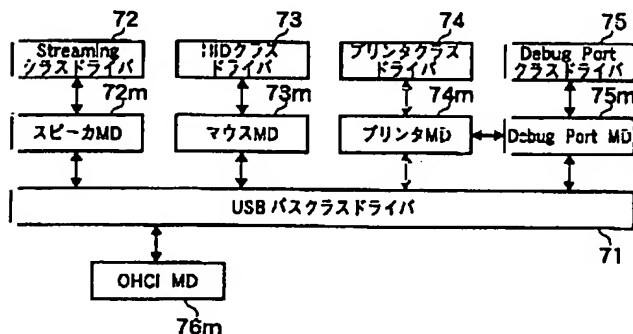 72
73
74
75
Streaming
クラスドライバ
HIDクラス
ドライバ
プリンタクラス
ドライバ
Debug Port
クラスドライバ
72m
73m
74m
75m
スピーカMD
マウスMD
プリンタMD
Debug Port MD
USB バスクラスドライバ
71
OHCI MD
76m